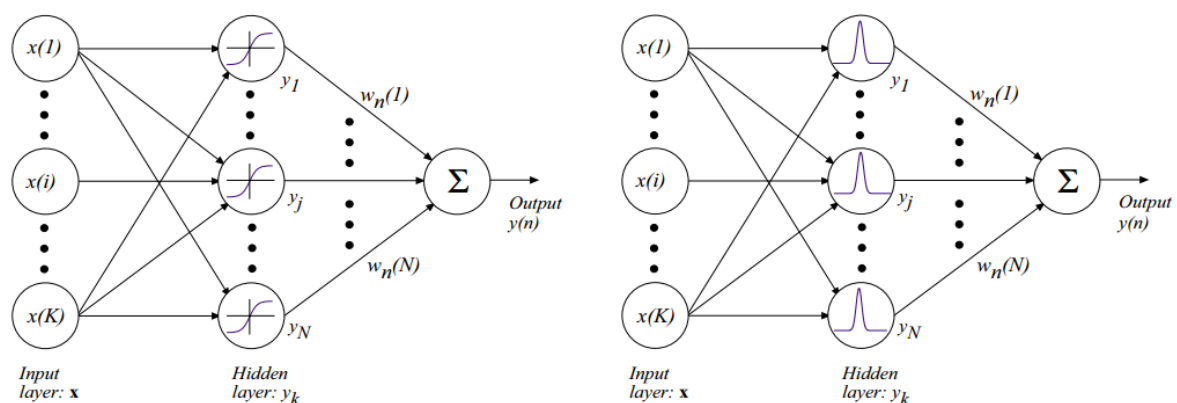 x(1)
y1
wn(1)
x(i)
yj
Σ
Output
y(n)
wn(N)
x(K)
yN
Input
layer: x
Hidden
layer: yk
x(1)
y1
wn(1)
x(i)
yj
Σ
Output
y(n)
wn(N)
x(K)
yN
Input
layer: x
Hidden
layer: yk